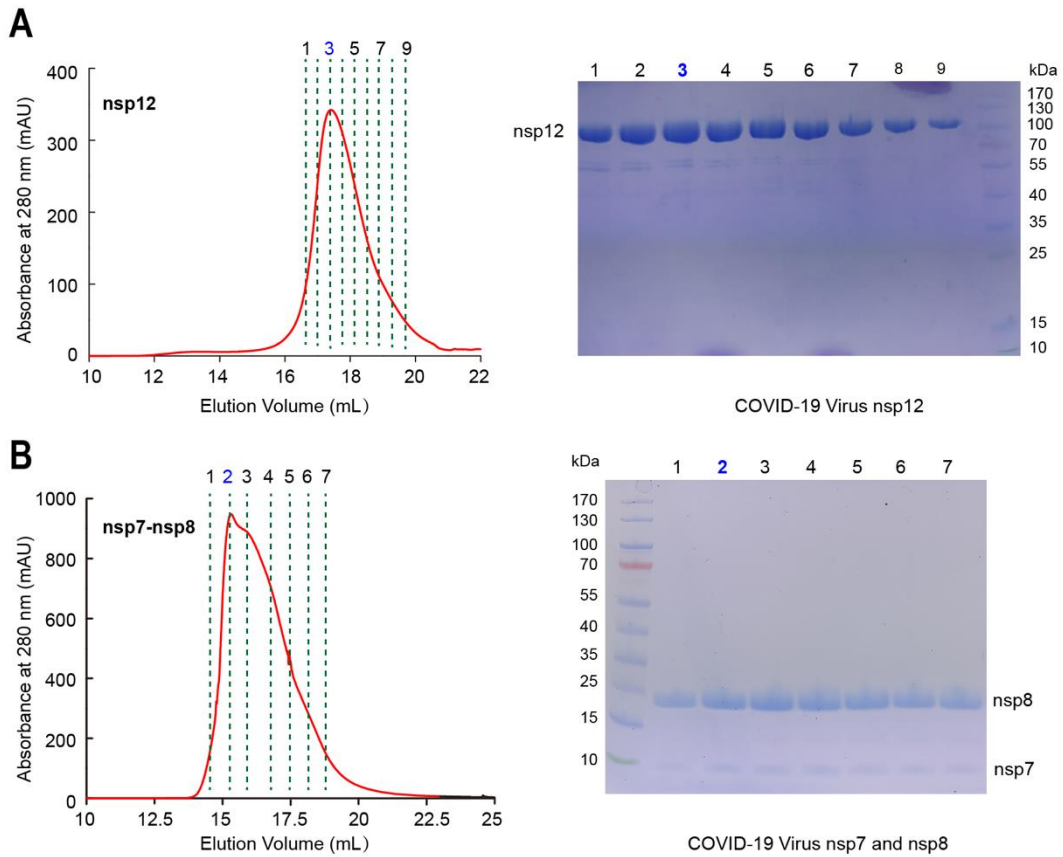 A
1 3 5 7 9
400
300
200
100
0
nsp12
Absorbance at 280 nm (mAU)
10 12 14 16 18 20 22
Elution Volume (mL)
1 2 3 4 5 6 7 8 9 kDa
nsp12
170
130
100
70
55
40
35
25
15
10
COVID-19 Virus nsp12
B
1 2 3 4 5 6 7
1000
800
600
400
200
0
nsp7-nsp8
Absorbance at 280 nm (mAU)
10 12.5 15 17.5 20 22.5 25
Elution Volume (mL)
kDa 1 2 3 4 5 6 7
170
130
100
70
55
40
35
25
15
10
nsp8
nsp7
COVID-19 Virus nsp7 and nsp8